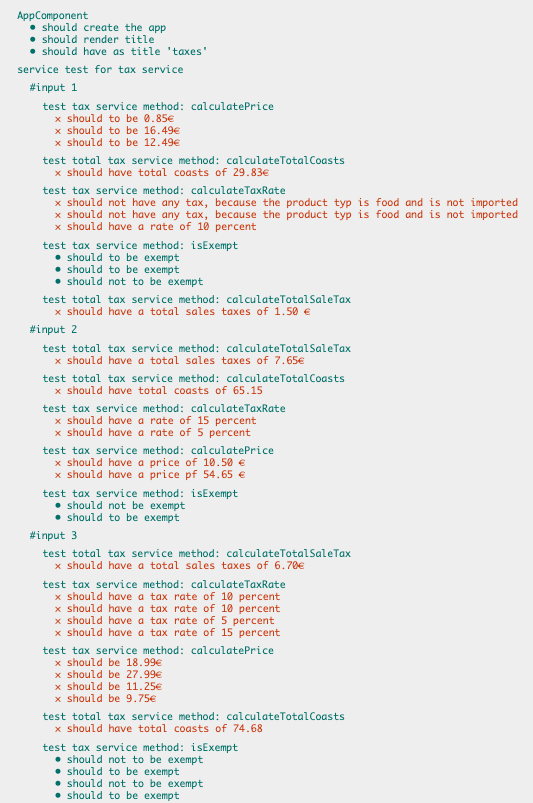 AppComponent
• should create the app
• should render title
• should have as title 'taxes'
service test for tax service
#input 1
test tax service method: calculatePrice
× should to be 0.85€
× should to be 16.49€
× should to be 12.49€
test total tax service method: calculateTotalCoasts
× should have total coasts of 29.83€
test tax service method: calculateTaxRate
× should not have any tax, because the product typ is food and is not imported
× should not have any tax, because the product typ is food and is not imported
× should have a rate of 10 percent
test tax service method: isExempt
• should to be exempt
• should to be exempt
• should not to be exempt
test total tax service method: calculateTotalSaleTax
× should have a total sales taxes of 1.50 €
#input 2
test total tax service method: calculateTotalSaleTax
× should have a total sales taxes of 7.65€
test total tax service method: calculateTotalCoasts
× should have total coasts of 65.15
test tax service method: calculateTaxRate
× should have a rate of 15 percent
× should have a rate of 5 percent
test tax service method: calculatePrice
× should have a price of 10.50 €
× should have a price pf 54.65 €
test tax service method: isExempt
• should not be exempt
• should to be exempt
#input 3
test total tax service method: calculateTotalSaleTax
× should have a total sales taxes of 6.70€
test tax service method: calculateTaxRate
× should have a tax rate of 10 percent
× should have a tax rate of 10 percent
× should have a tax rate of 5 percent
× should have a tax rate of 15 percent
test tax service method: calculatePrice
× should be 18.99€
× should be 27.99€
× should be 11.25€
× should be 9.75€
test total tax service method: calculateTotalCoasts
× should have total coasts of 74.68
test tax service method: isExempt
• should not to be exempt
• should to be exempt
• should not to be exempt
• should to be exempt